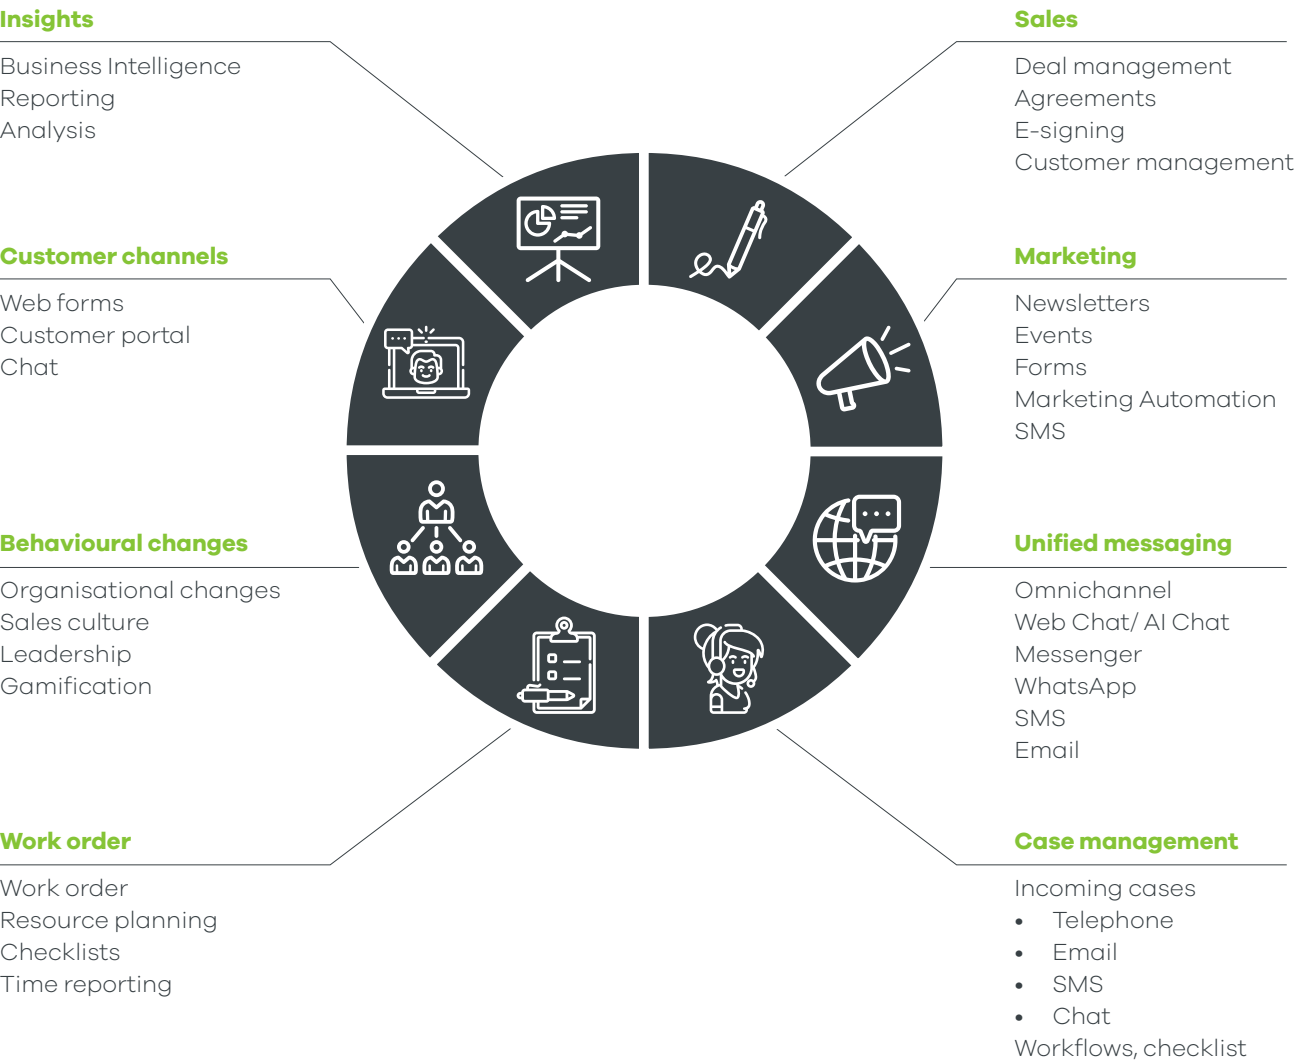 Insights
Business Intelligence
Reporting
Analysis
Customer channels
Web forms
Customer portal
Chat
Behavioural changes
Organisational changes
Sales culture
Leadership
Gamification
Work order
Work order
Resource planning
Checklists
Time reporting
Sales
Deal management
Agreements
E-signing
Customer management
Marketing
Newsletters
Events
Forms
Marketing Automation
SMS
Unified messaging
Omnichannel
Web Chat/ AI Chat
Messenger
WhatsApp
SMS
Email
Case management
Incoming cases
• Telephone
• Email
• SMS
• Chat
Workflows, checklist